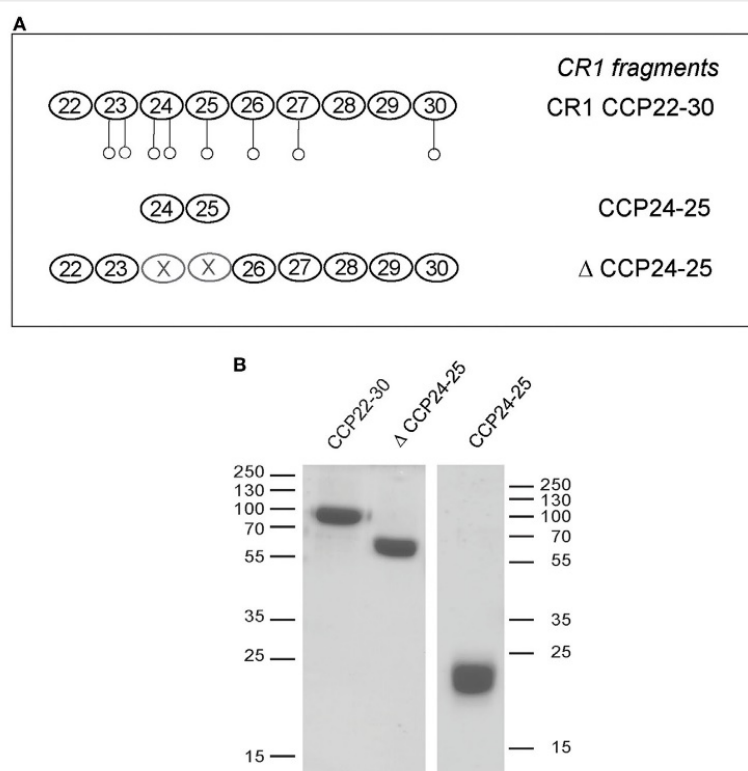 A
CR1 fragments
22 23 24 25 26 27 28 29 30 CR1 CCP22-30
24 25 CCP24-25
22 23 X X 26 27 28 29 30 Δ CCP24-25
B
CCP22-30 Δ CCP24-25 CCP24-25
250 250
130 130
100 100
70 70
55 55
35 35
25 25
15 15